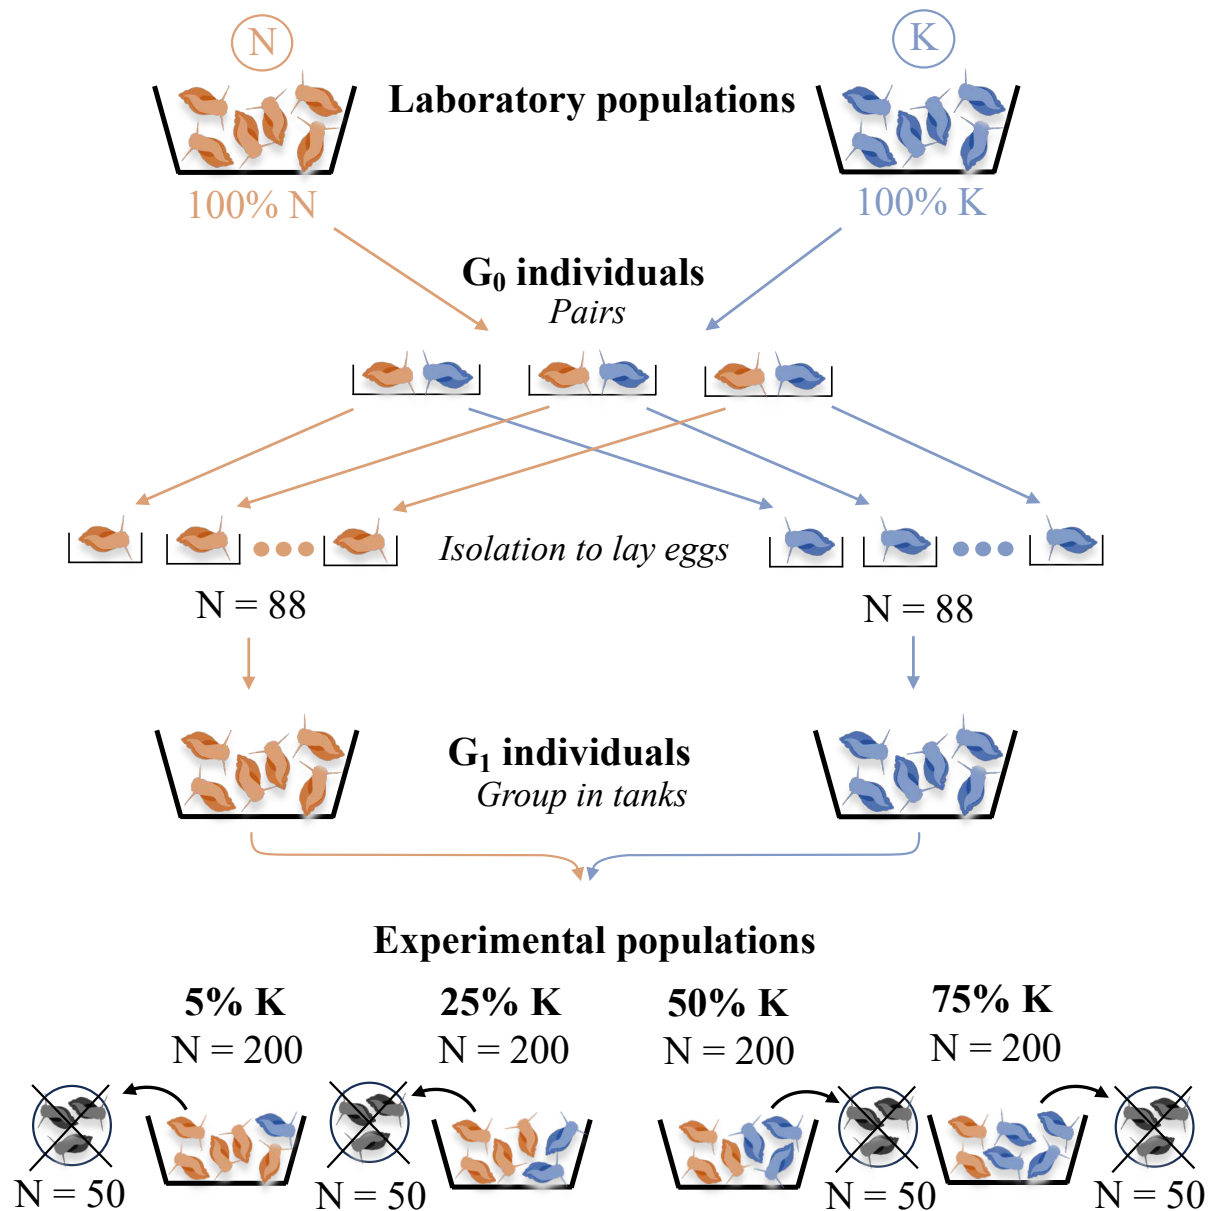 N
K
Laboratory populations
100% N
100% K
G₀ individuals
Pairs
Isolation to lay eggs
N = 88
N = 88
G₁ individuals
Group in tanks
Experimental populations
5% K
25% K
50% K
75% K
N = 200
N = 200
N = 200
N = 200
N = 50
N = 50
N = 50
N = 50